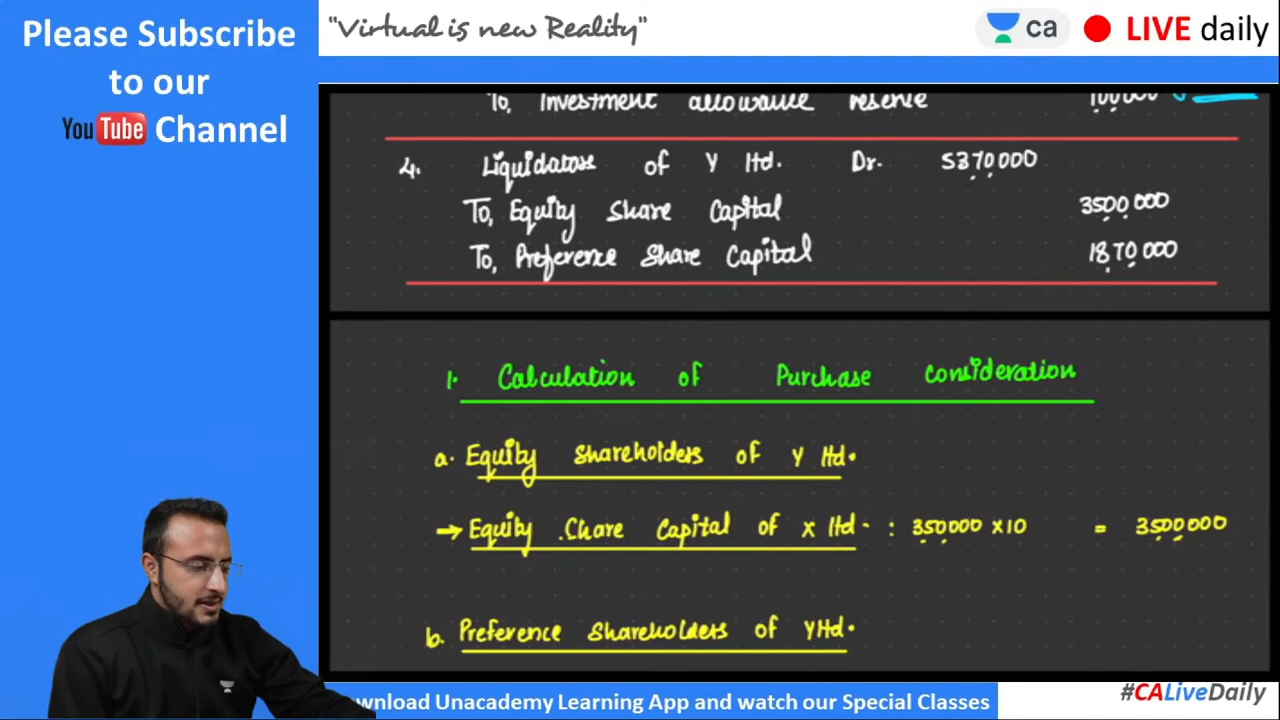 Please Subscribe
to our
YouTube Channel
"Virtual is new Reality"
ca
LIVE daily
To, Investment allowance reserve 100000
4. Liquidator of Y ltd. Dr. 5370000
To, Equity Share Capital 3500000
To, Preference Share Capital 1870000
1. Calculation of Purchase consideration
a. Equity shareholders of Y ltd.
→ Equity Share Capital of X ltd. : 350000 x 10 = 3500000
b. Preference Shareholders of Y ltd.
wnload Unacademy Learning App and watch our Special Classes
#CALiveDaily